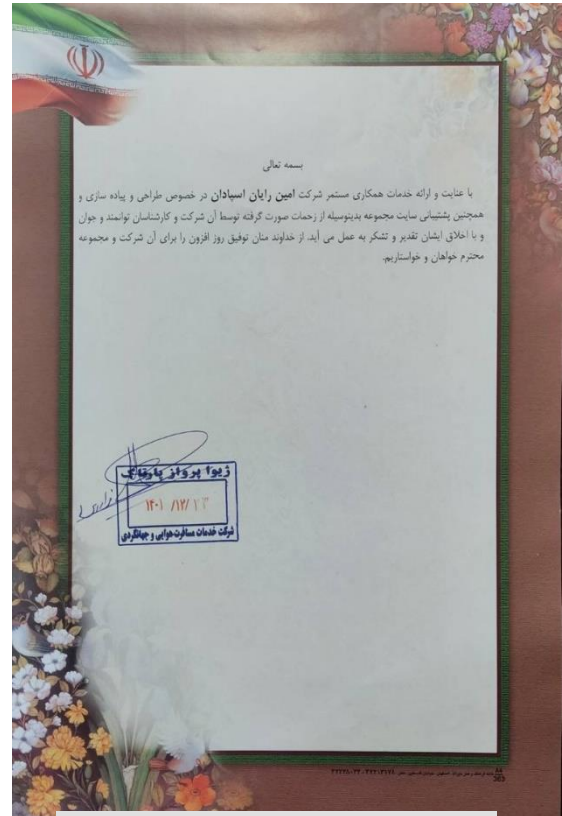 بسمه تعالی
با عنایت و ارائه خدمات همکاری مستمر شرکت امین رایان اسپادان در خصوص طراحی و پیاده سازی و
همچنین پشتیبانی سایت مجموعه بدینوسیله از زحمات صورت گرفته توسط آن شرکت و کارشناسان توانمند و جوان
و با اخلاق ایشان تقدیر و تشکر به عمل می آید. از خداوند منان توفیق روز افزون را برای آن شرکت و مجموعه
محترم خواهان و خواستاریم.
ژیوا پرواز پارتاک
۱۴۰۱ /۱۲/ ۲۳
شرکت خدمات مسافرت هوایی و جهانگردی